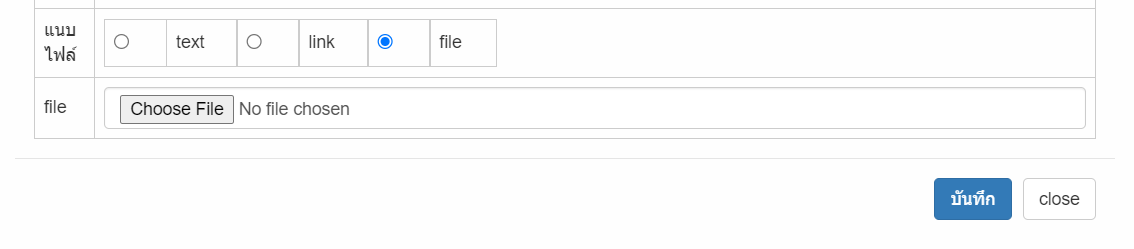 แนบ
ไฟล์
text link file
file
Choose File No file chosen
บันทึก close